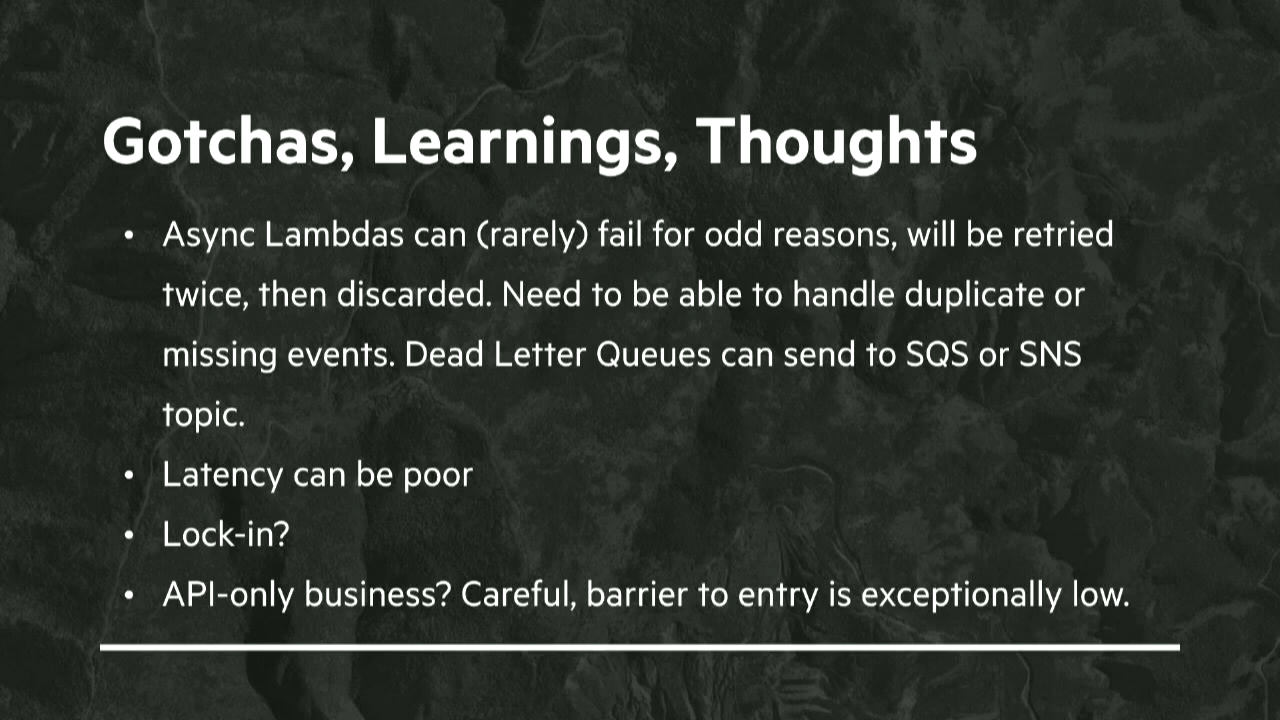 Gotchas, Learnings, Thoughts
• Async Lambdas can (rarely) fail for odd reasons, will be retried
twice, then discarded. Need to be able to handle duplicate or
missing events. Dead Letter Queues can send to SQS or SNS
topic.
• Latency can be poor
• Lock-in?
• API-only business? Careful, barrier to entry is exceptionally low.